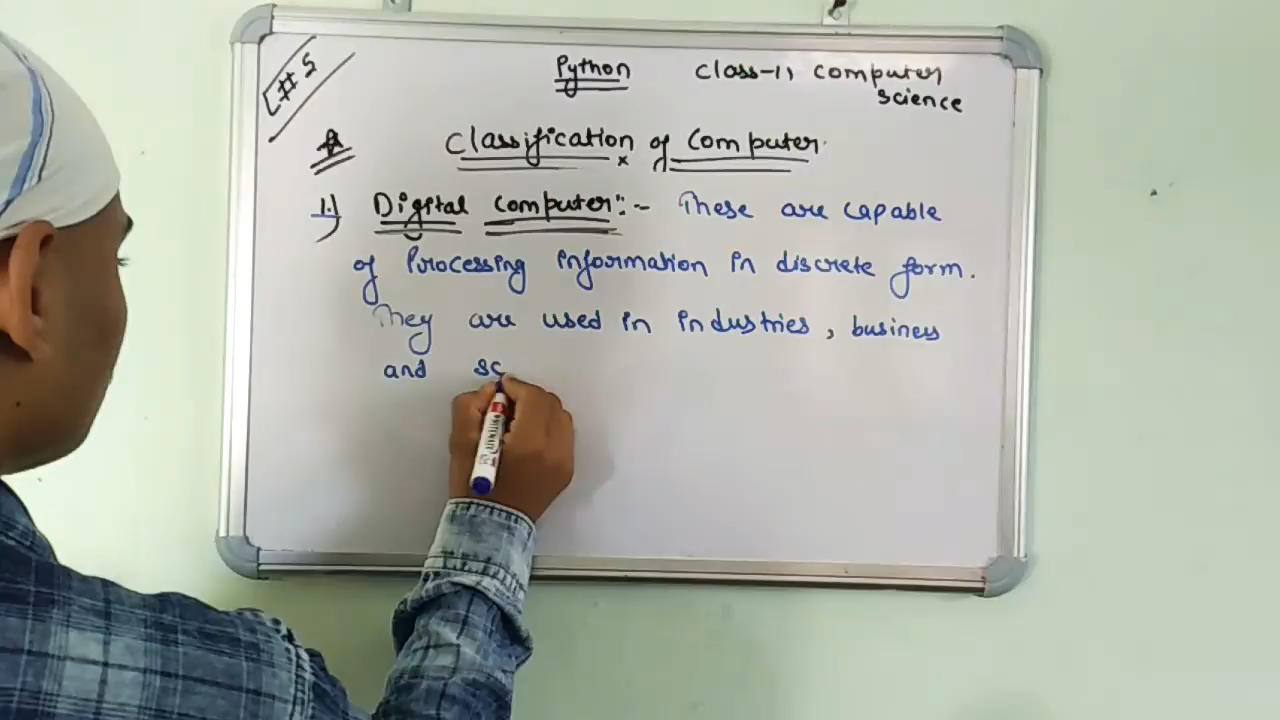 # 5
Python Class-11 Computer
Science
Classification of Computer
1.) Digital Computer:- These are capable
of Processing information in discrete form.
They are used in industries, business
and sc